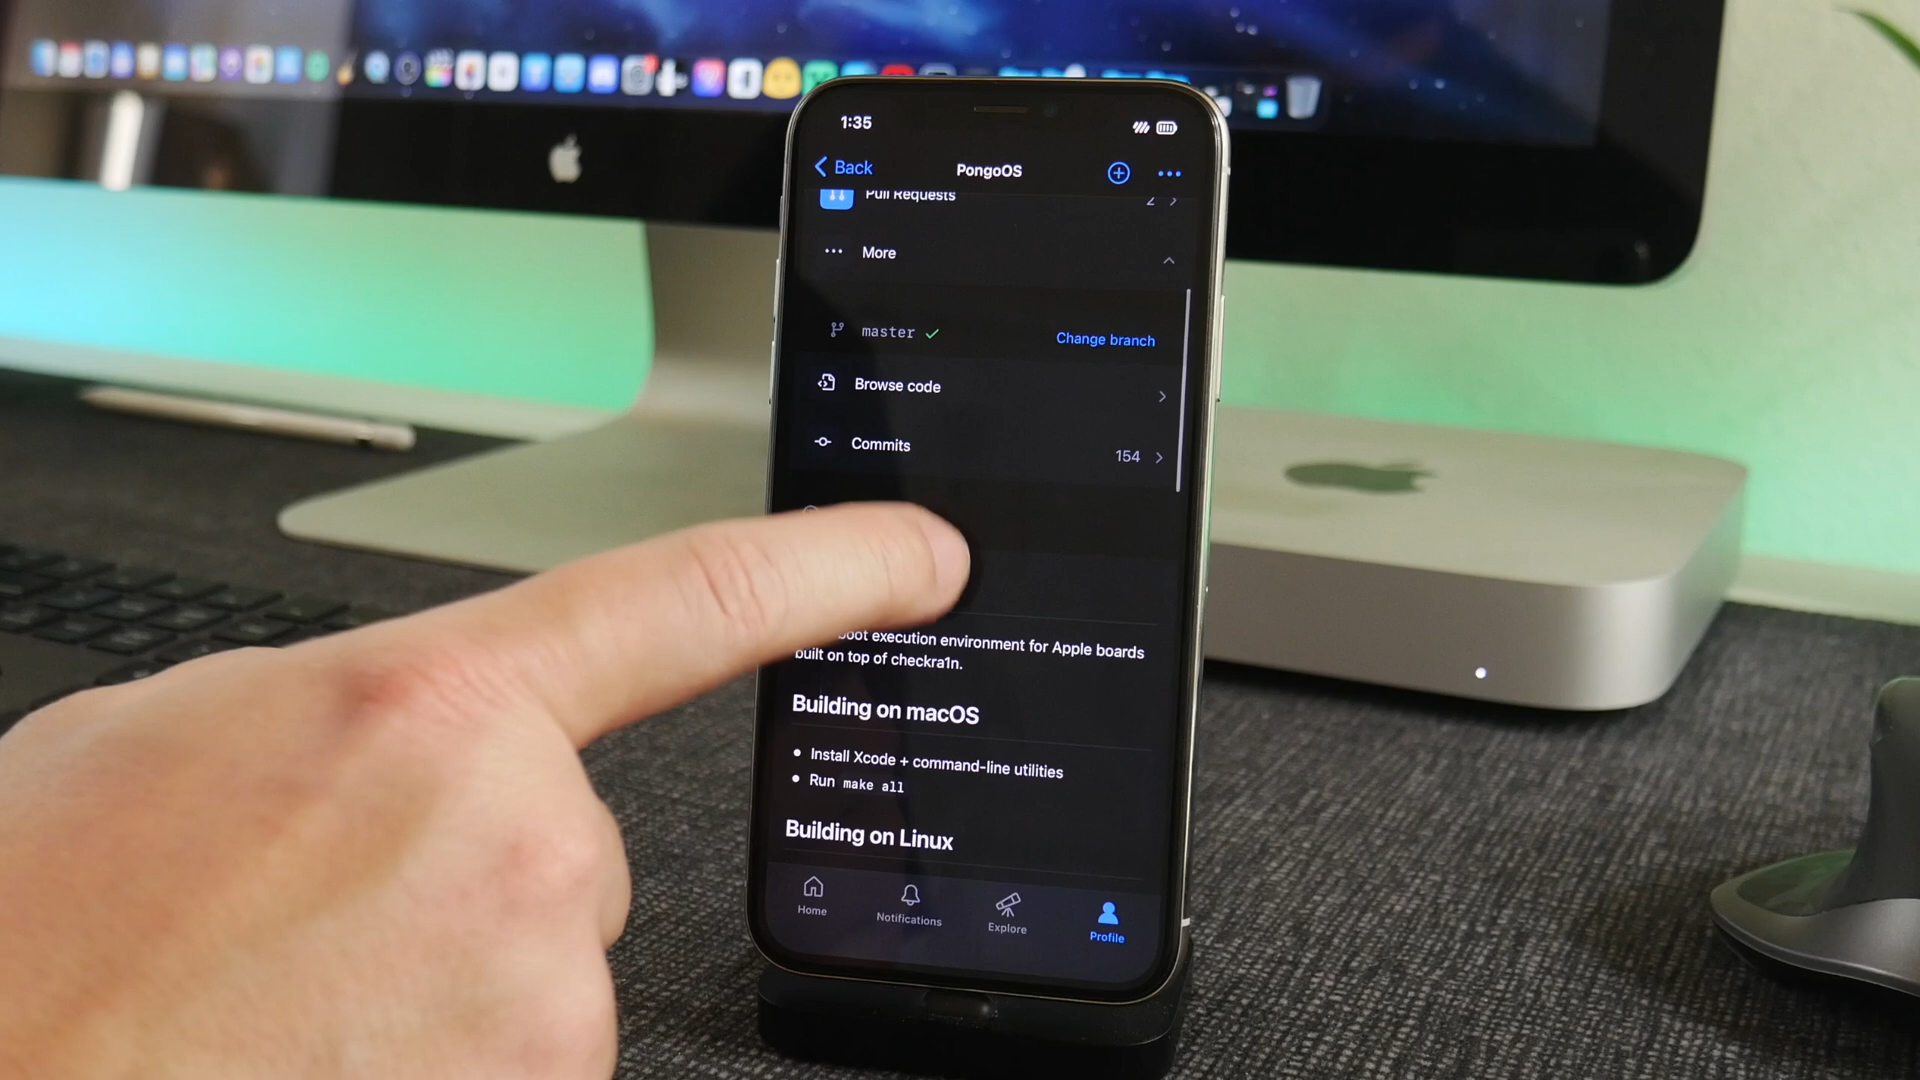 1:35
Back
PongoOS
Pull Requests
2
More
master
Change branch
Browse code
Commits
154
boot execution environment for Apple boards
built on top of checkra1n.
Building on macOS
Install Xcode + command-line utilities
Run make all
Building on Linux
Home
Notifications
Explore
Profile